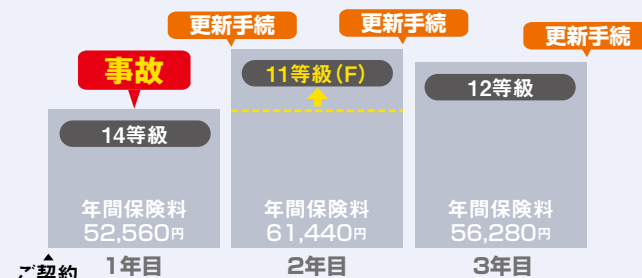 更新手続
更新手続
更新手続
事故
11等級(F)
12等級
14等級
年間保険料
52,560円
年間保険料
61,440円
年間保険料
56,280円
ご契約
1年目
2年目
3年目